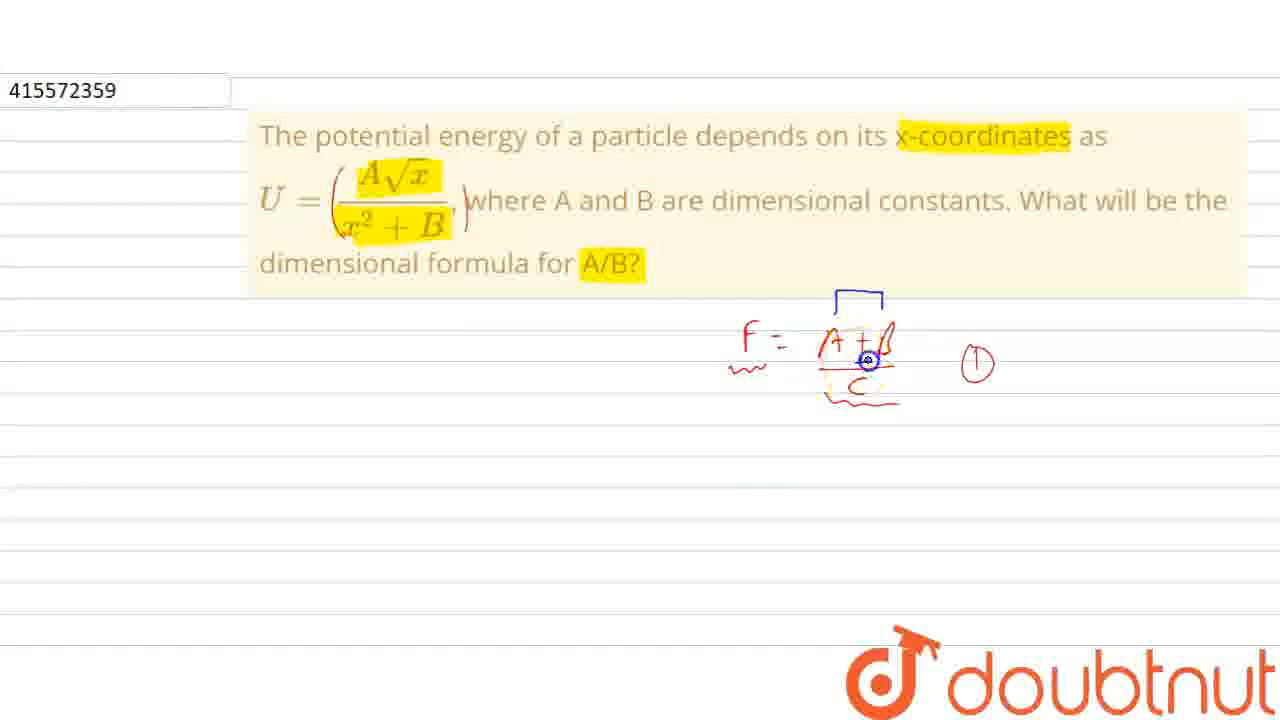 415572359
The potential energy of a particle depends on its x-coordinates as
U = (A√x / x² + B,) where A and B are dimensional constants. What will be the
dimensional formula for A/B?
F = A + B / C ①
doubtnut